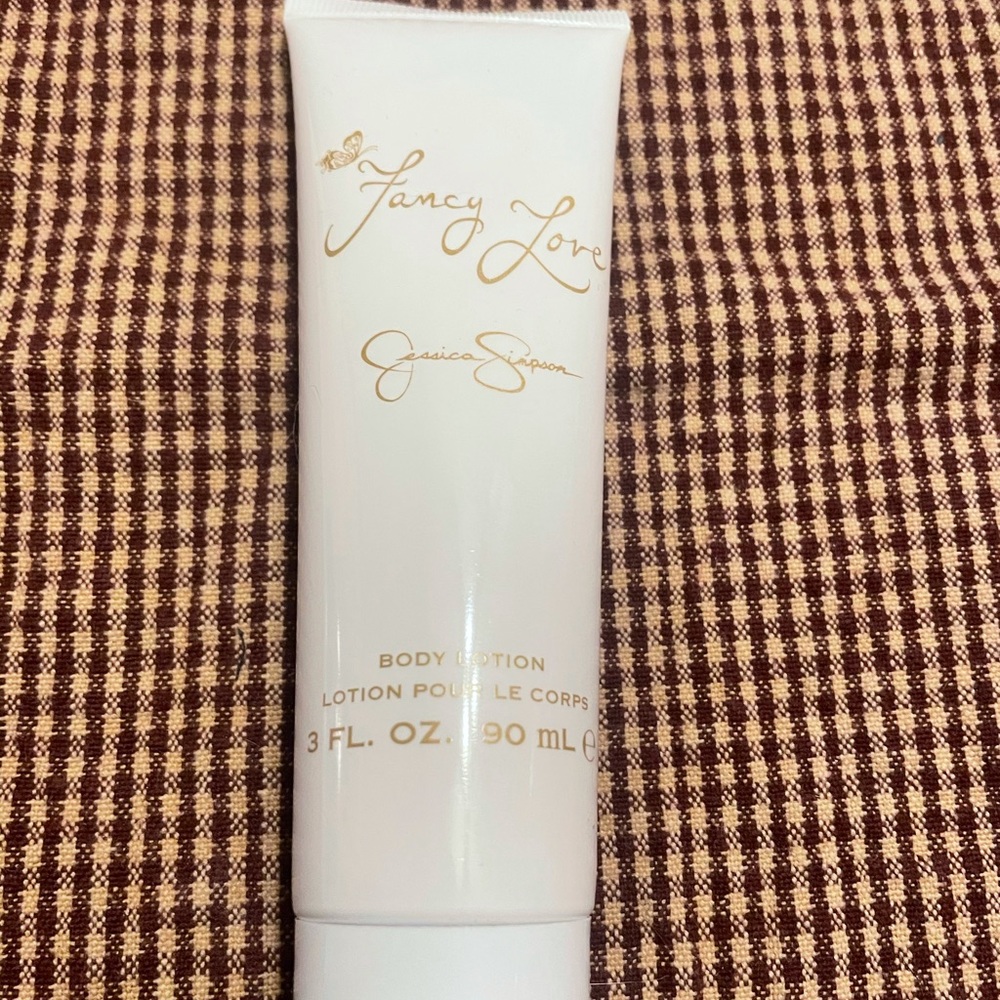 Fancy Love
Jessica Simpson
BODY LOTION
LOTION POUR LE CORPS
3 FL. OZ. 90 mL ℮